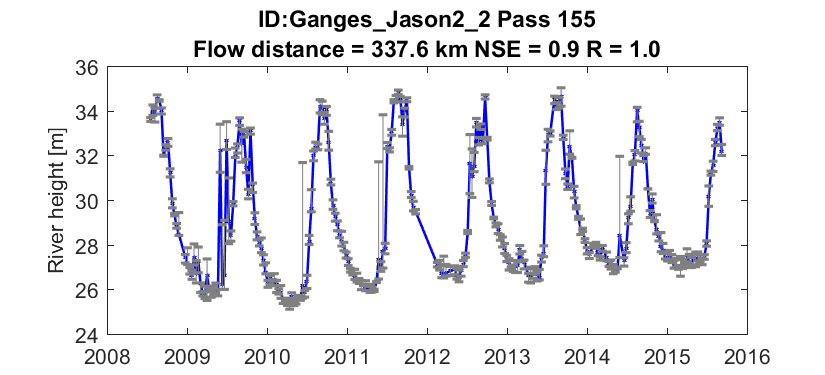 ID:Ganges_Jason2_2 Pass 155
Flow distance = 337.6 km NSE = 0.9 R = 1.0
River height [m]
36
34
32
30
28
26
24
2008 2009 2010 2011 2012 2013 2014 2015 2016